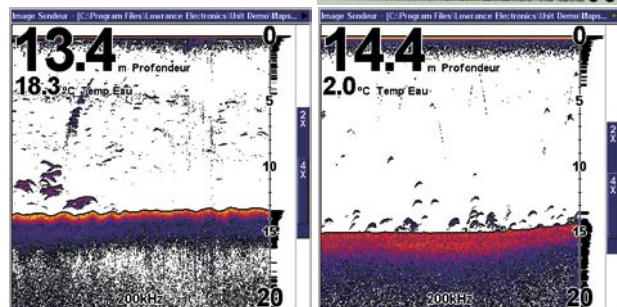 Image Sondeur - [C:\Program Files\Lowrance Electronics\Unit Demo\Maps...
13.4
m Profondeur
18.3 °C Temp Eau
0
5
10
15
20
2X
4X
200kHz
Image Sondeur - [C:\Program Files\Lowrance Electronics\Unit Demo\Maps...
14.4
m Profondeur
2.0 °C Temp Eau
0
5
10
15
20
2X
4X
200kHz